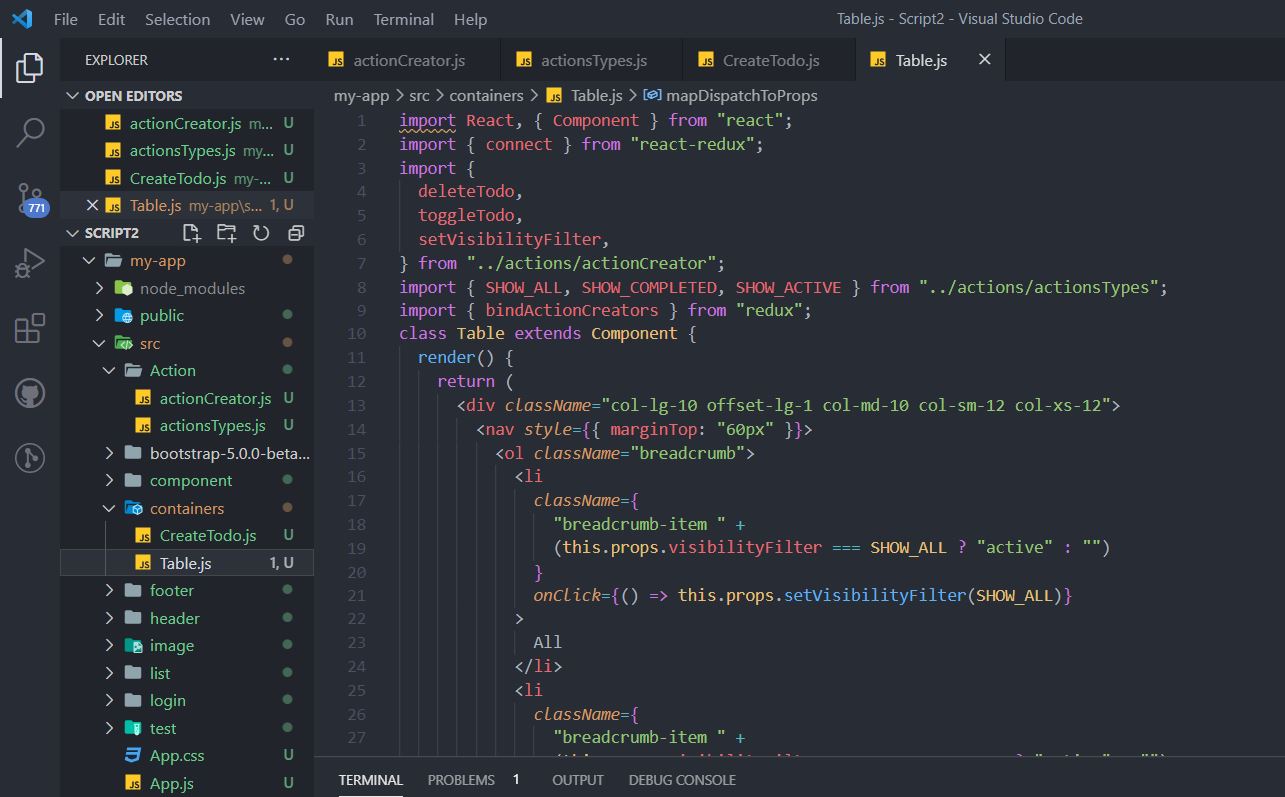 File Edit Selection View Go Run Terminal Help
Table.js - Script2 - Visual Studio Code
EXPLORER ···
JS actionCreator.js
JS actionsTypes.js
JS CreateTodo.js
JS Table.js ×
OPEN EDITORS
JS actionCreator.js m... U
JS actionsTypes.js my... U
JS CreateTodo.js my-... U
× JS Table.js my-app\s... 1, U
SCRIPT2
771
my-app
node_modules
public
src
Action
JS actionCreator.js U
JS actionsTypes.js U
bootstrap-5.0.0-beta...
component
containers
JS CreateTodo.js U
JS Table.js 1, U
footer
header
image
list
login
test
App.css U
JS App.js U
my-app > src > containers > JS Table.js > mapDispatchToProps
1 import React, { Component } from "react";
2 import { connect } from "react-redux";
3 import {
4 deleteTodo,
5 toggleTodo,
6 setVisibilityFilter,
7 } from "../actions/actionCreator";
8 import { SHOW_ALL, SHOW_COMPLETED, SHOW_ACTIVE } from "../actions/actionsTypes";
9 import { bindActionCreators } from "redux";
10 class Table extends Component {
11 render() {
12 return (
13 <div className="col-lg-10 offset-lg-1 col-md-10 col-sm-12 col-xs-12">
14 <nav style={{ marginTop: "60px" }}>
15 <ol className="breadcrumb">
16 <li
17 className={
18 "breadcrumb-item " +
19 (this.props.visibilityFilter === SHOW_ALL ? "active" : "")
20 }
21 onClick={() => this.props.setVisibilityFilter(SHOW_ALL)}
22 >
23 All
24 </li>
25 <li
26 className={
27 "breadcrumb-item " +
TERMINAL PROBLEMS 1 OUTPUT DEBUG CONSOLE